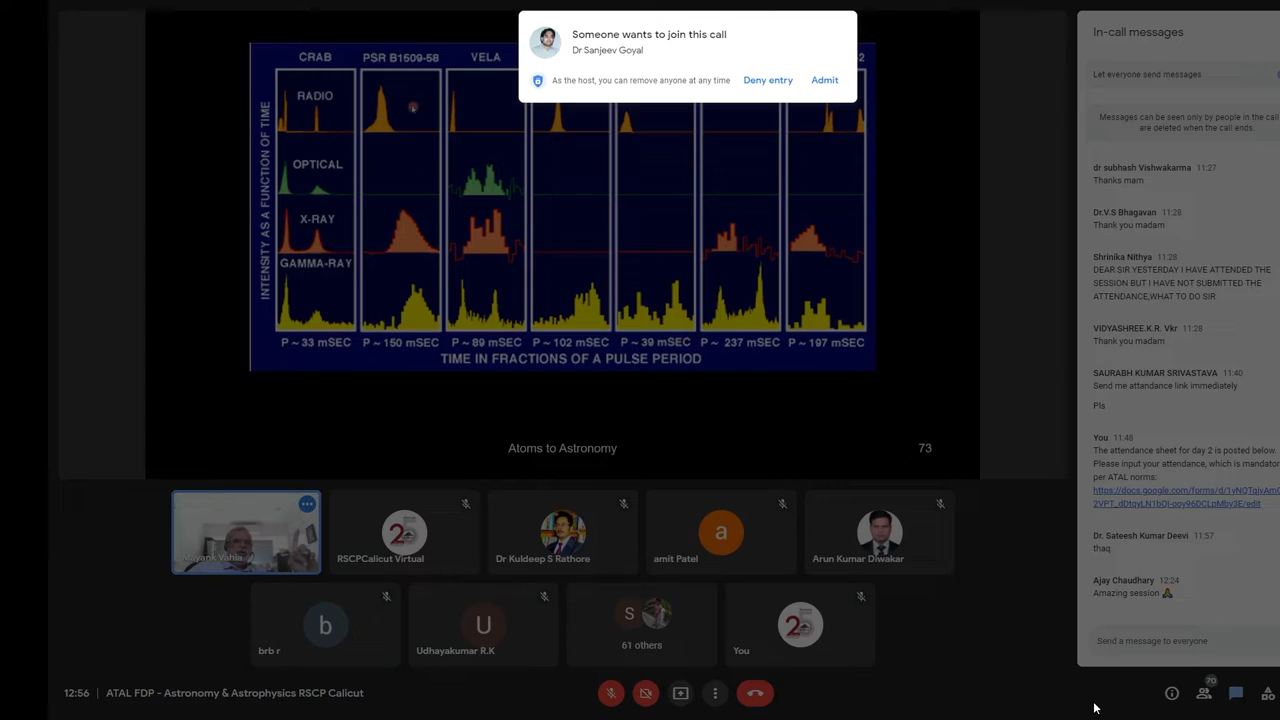 Someone wants to join this call
Dr Sanjeev Goyal
As the host, you can remove anyone at any time
Deny entry
Admit
CRAB
PSR B1509-58
VELA
INTENSITY AS A FUNCTION OF TIME
RADIO
OPTICAL
X-RAY
GAMMA-RAY
P ~ 33 mSEC
P ~ 150 mSEC
P ~ 89 mSEC
P ~ 102 mSEC
P ~ 39 mSEC
P ~ 237 mSEC
P ~ 197 mSEC
TIME IN FRACTIONS OF A PULSE PERIOD
Atoms to Astronomy
73
Mayank Vahia
RSCPCalicut Virtual
Dr Kuldeep S Rathore
a
amit Patel
Arun Kumar Diwakar
b
brb r
U
Udhayakumar R.K
S
61 others
You
12:56 | ATAL FDP - Astronomy & Astrophysics RSCP Calicut
70
In-call messages
Let everyone send messages
Messages can be seen only by people in the call
are deleted when the call ends.
dr subhash Vishwakarma 11:27
Thanks mam
Dr.V.S Bhagavan 11:28
Thank you madam
Shrinika Nithya 11:28
DEAR SIR YESTERDAY I HAVE ATTENDED THE
SESSION BUT I HAVE NOT SUBMITTED THE
ATTENDANCE,WHAT TO DO SIR
VIDYASHREE.K.R. Vkr 11:28
Thank you madam
SAURABH KUMAR SRIVASTAVA 11:40
Send me attandance link immediately
Pls
You 11:48
The attendance sheet for day 2 is posted below.
Please input your attendance, which is mandator
per ATAL norms:
Dr. Sateesh Kumar Deevi 11:57
thaq
Ajay Chaudhary 12:24
Amazing session 🙏
Send a message to everyone